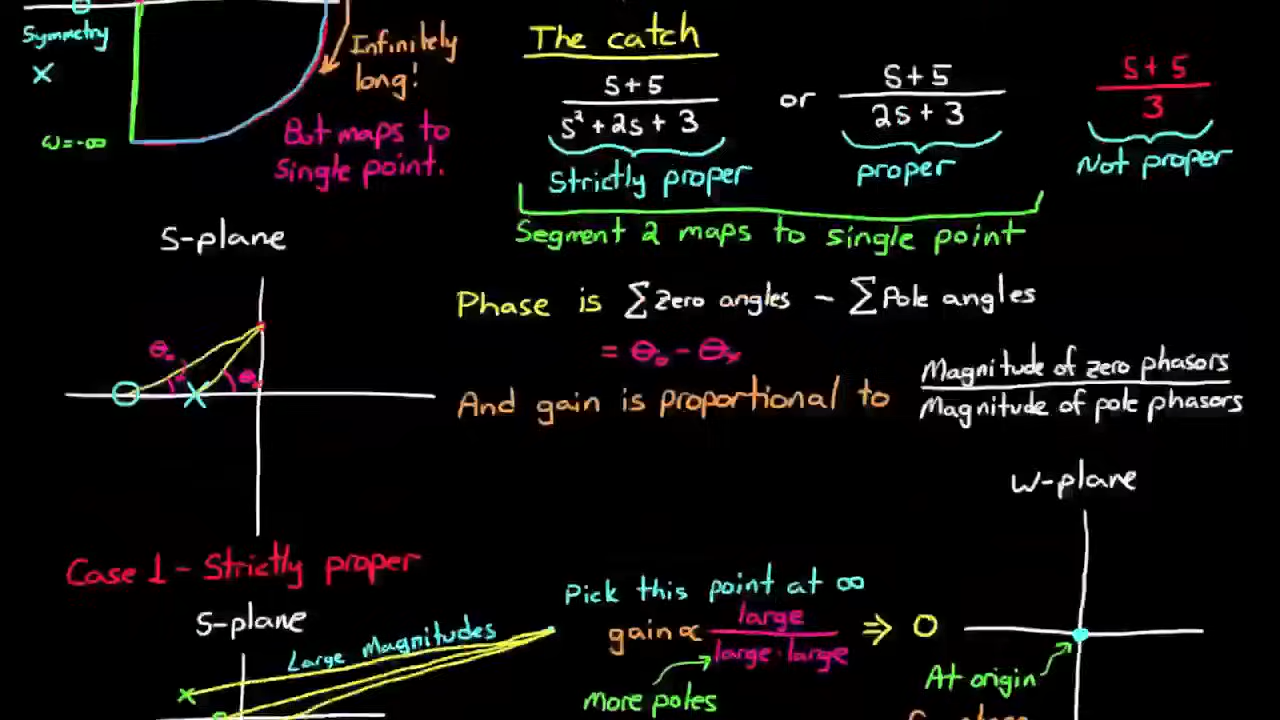 Symmetry
Infinitely
long!
ω=-∞
But maps to
Single point.
The catch
s+5
s²+2s+3
Strictly proper
or
s+5
2s+3
proper
s+5
3
Not proper
Segment 2 maps to single point
S-plane
Phase is ∑Zero angles - ∑Pole angles
= θₒ - θₓ
And gain is proportional to
Magnitude of zero phasors
Magnitude of pole phasors
θₒ
W-plane
Case 1 - Strictly proper
S-plane
Large Magnitudes
Pick this point at ∞
gain ∝
large
large·large
⇒ 0
More poles
At origin